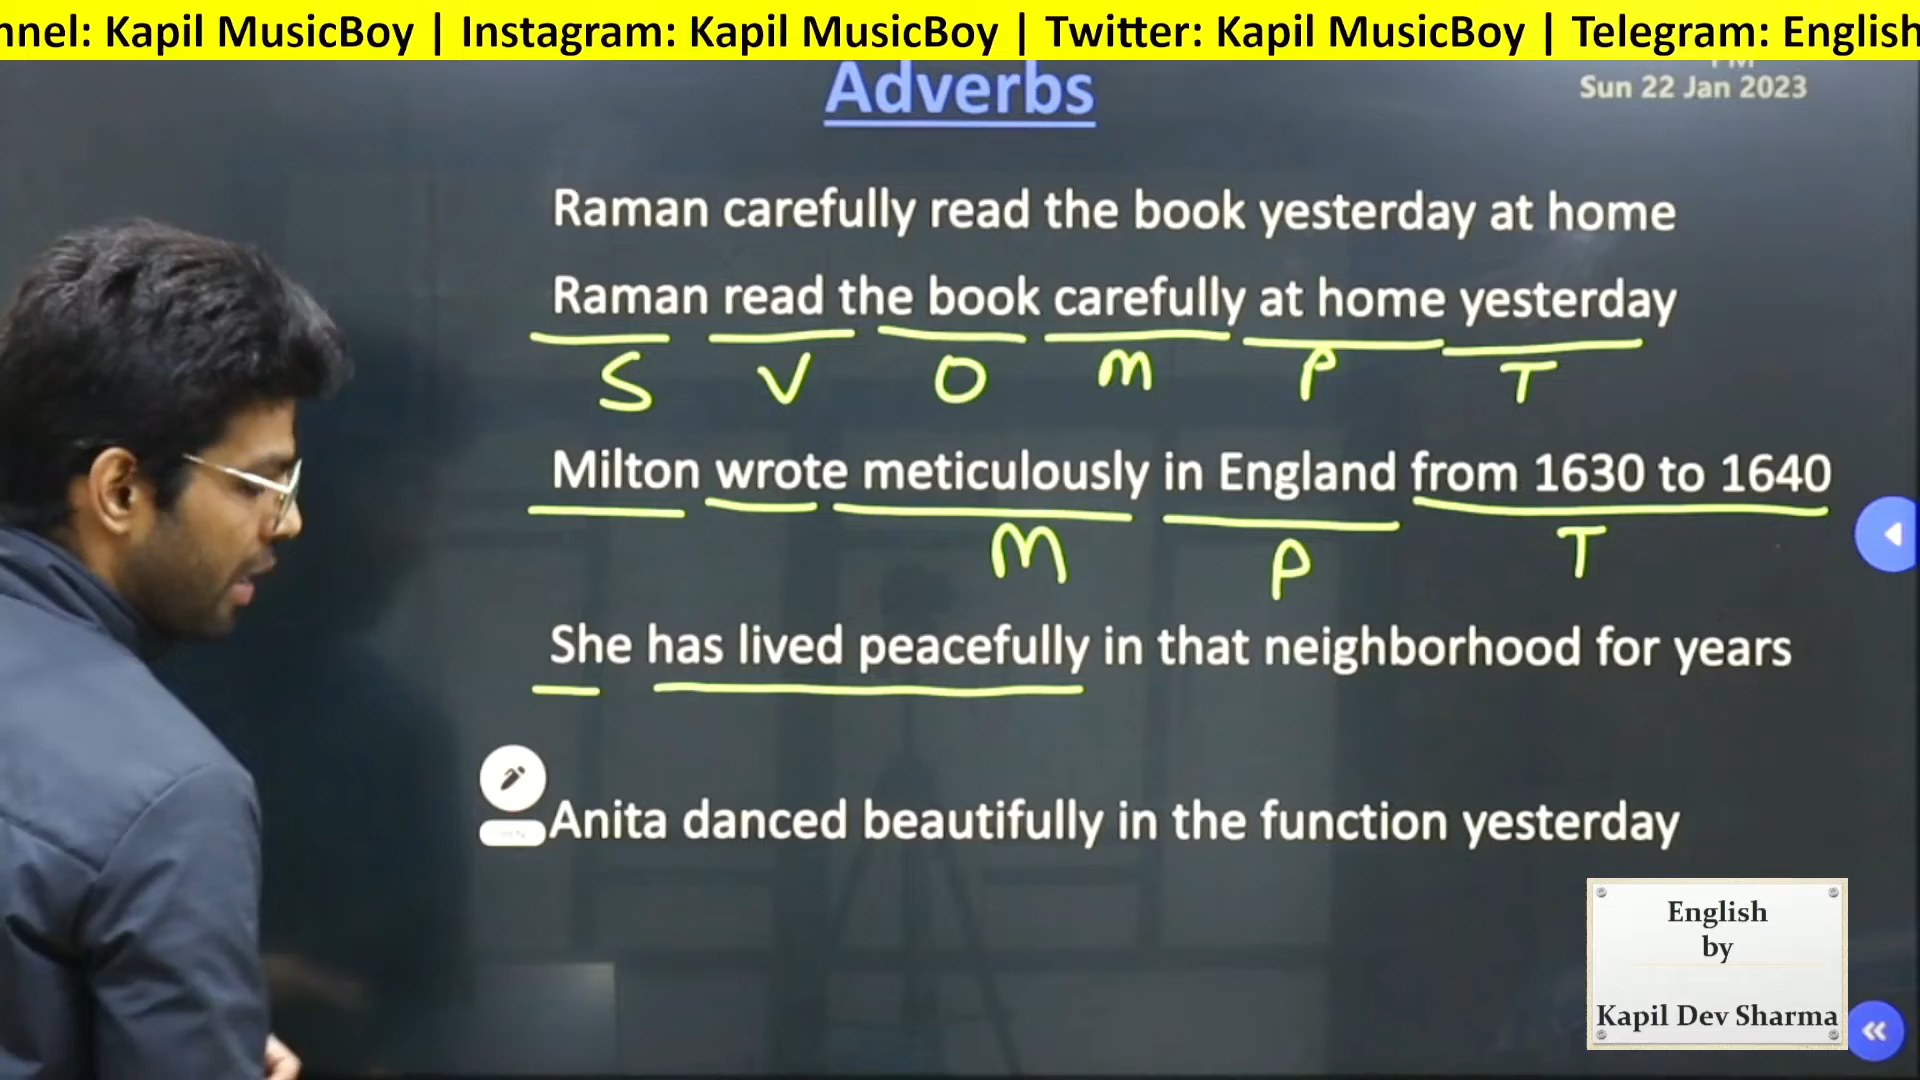 nnel: Kapil MusicBoy | Instagram: Kapil MusicBoy | Twitter: Kapil MusicBoy | Telegram: English
Adverbs
PM
Sun 22 Jan 2023
Raman carefully read the book yesterday at home
Raman read the book carefully at home yesterday
S V O M P T
Milton wrote meticulously in England from 1630 to 1640
M P T
She has lived peacefully in that neighborhood for years
Anita danced beautifully in the function yesterday
English
by
Kapil Dev Sharma